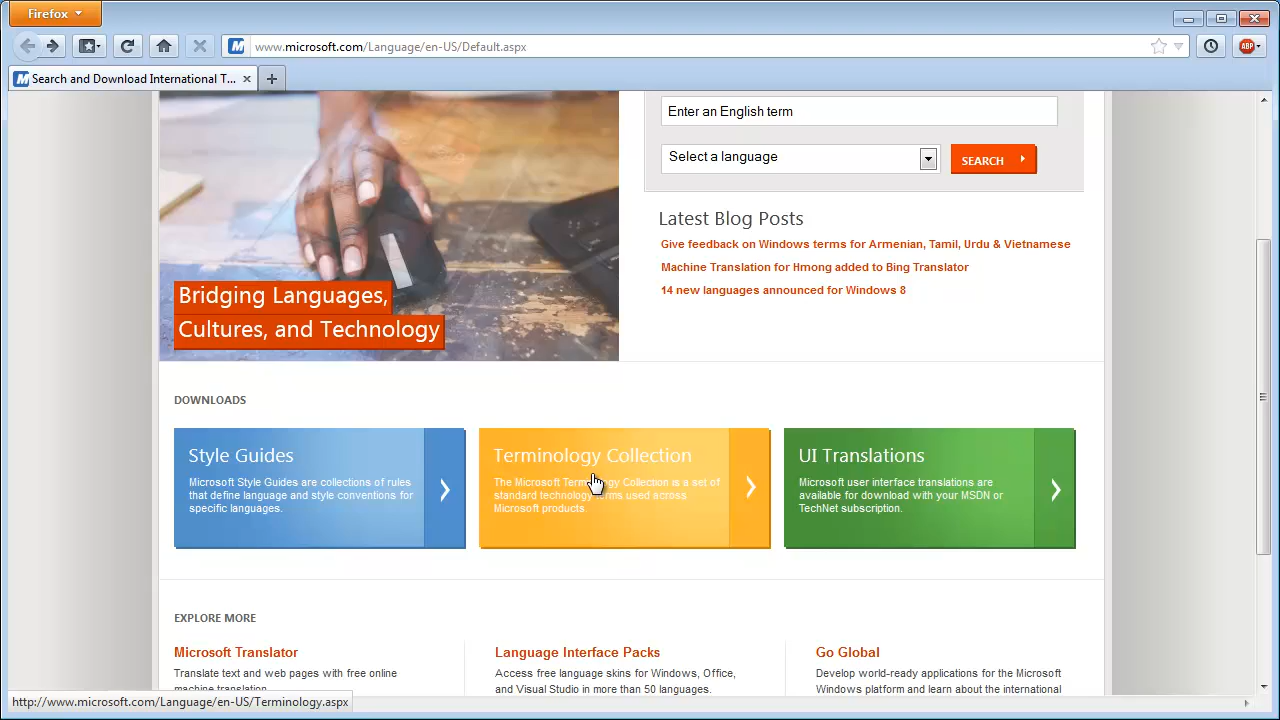 Firefox
www.microsoft.com/Language/en-US/Default.aspx
ABP
Search and Download International T...
Enter an English term
Select a language
SEARCH
Latest Blog Posts
Give feedback on Windows terms for Armenian, Tamil, Urdu & Vietnamese
Machine Translation for Hmong added to Bing Translator
14 new languages announced for Windows 8
Bridging Languages,
Cultures, and Technology
DOWNLOADS
Style Guides
Microsoft Style Guides are collections of rules
that define language and style conventions for
specific languages.
Terminology Collection
The Microsoft Terminology Collection is a set of
standard technology terms used across
Microsoft products.
UI Translations
Microsoft user interface translations are
available for download with your MSDN or
TechNet subscription.
EXPLORE MORE
Microsoft Translator
Translate text and web pages with free online
machine translation
Language Interface Packs
Access free language skins for Windows, Office,
and Visual Studio in more than 50 languages.
Go Global
Develop world-ready applications for the Microsoft
Windows platform and learn about the international
http://www.microsoft.com/Language/en-US/Terminology.aspx